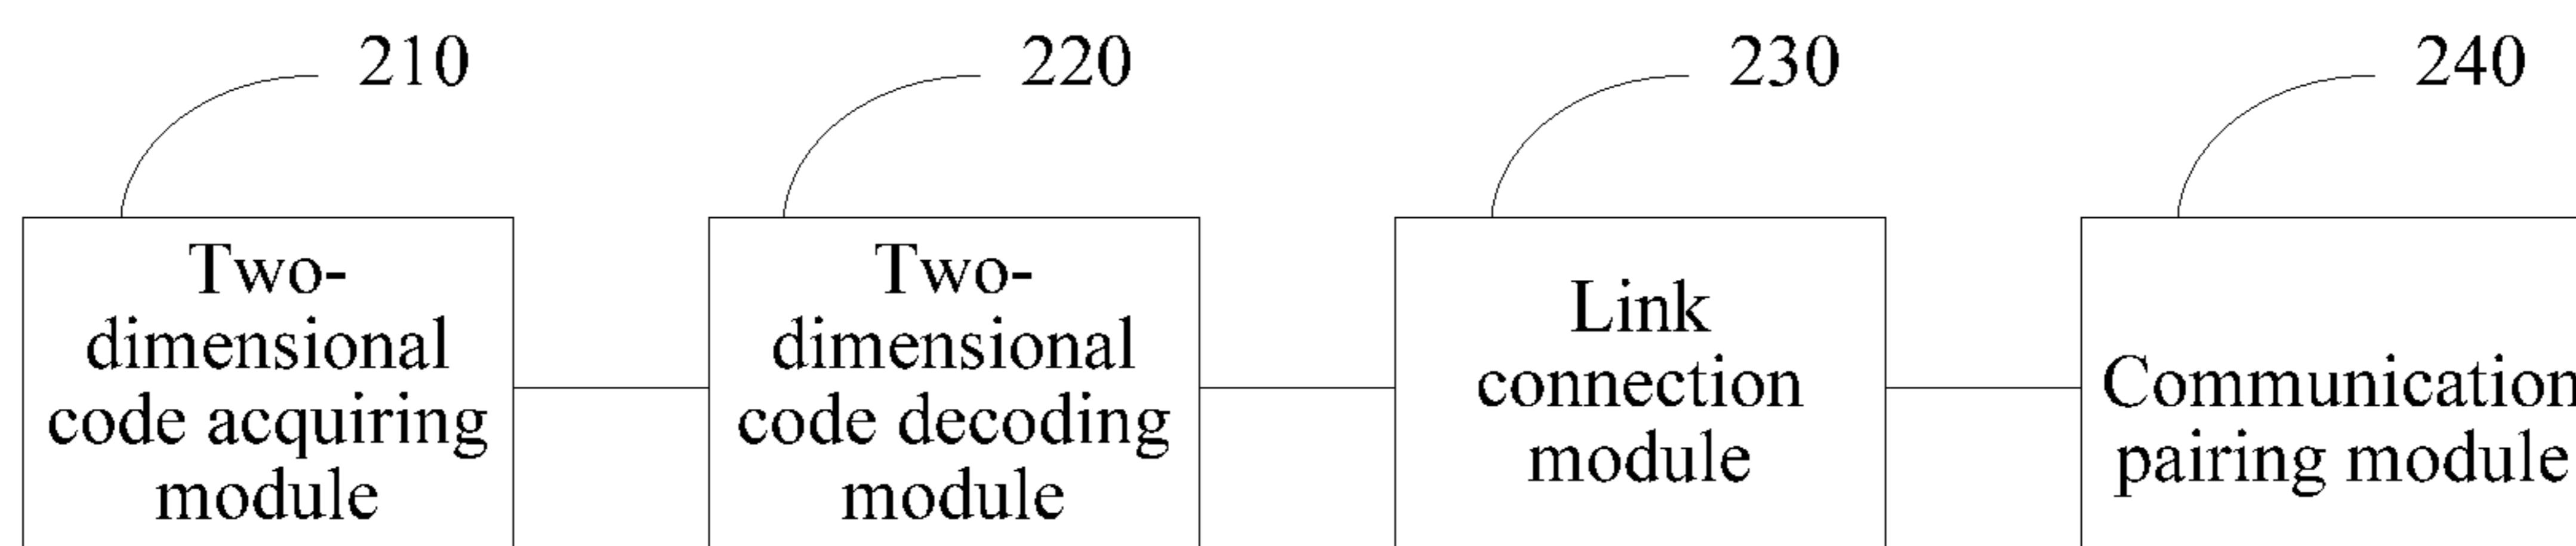 210
220
230
240
Two-
dimensional
code acquiring
module
Two-
dimensional
code decoding
module
Link
connection
module
Communication
pairing module